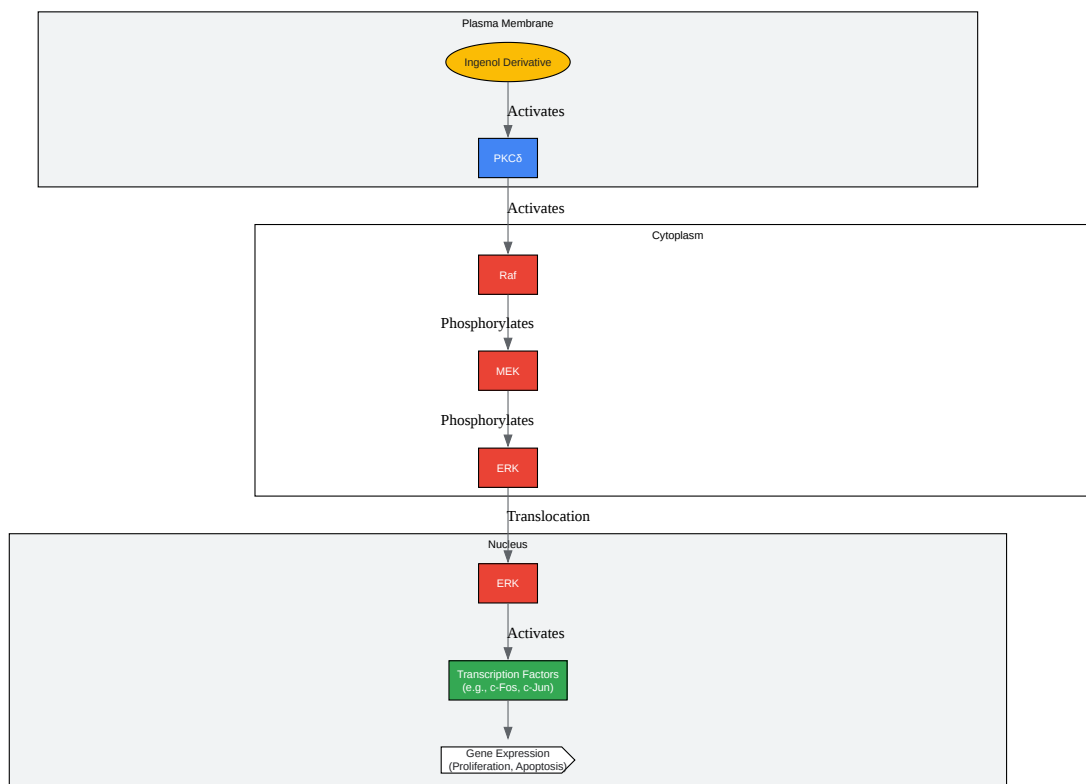 Plasma Membrane
Ingenol Derivative
Activates
PKCδ
Activates
Cytoplasm
Raf
Phosphorylates
MEK
Phosphorylates
ERK
Translocation
Nucleus
ERK
Activates
Transcription Factors
(e.g., c-Fos, c-Jun)
Gene Expression
(Proliferation, Apoptosis)